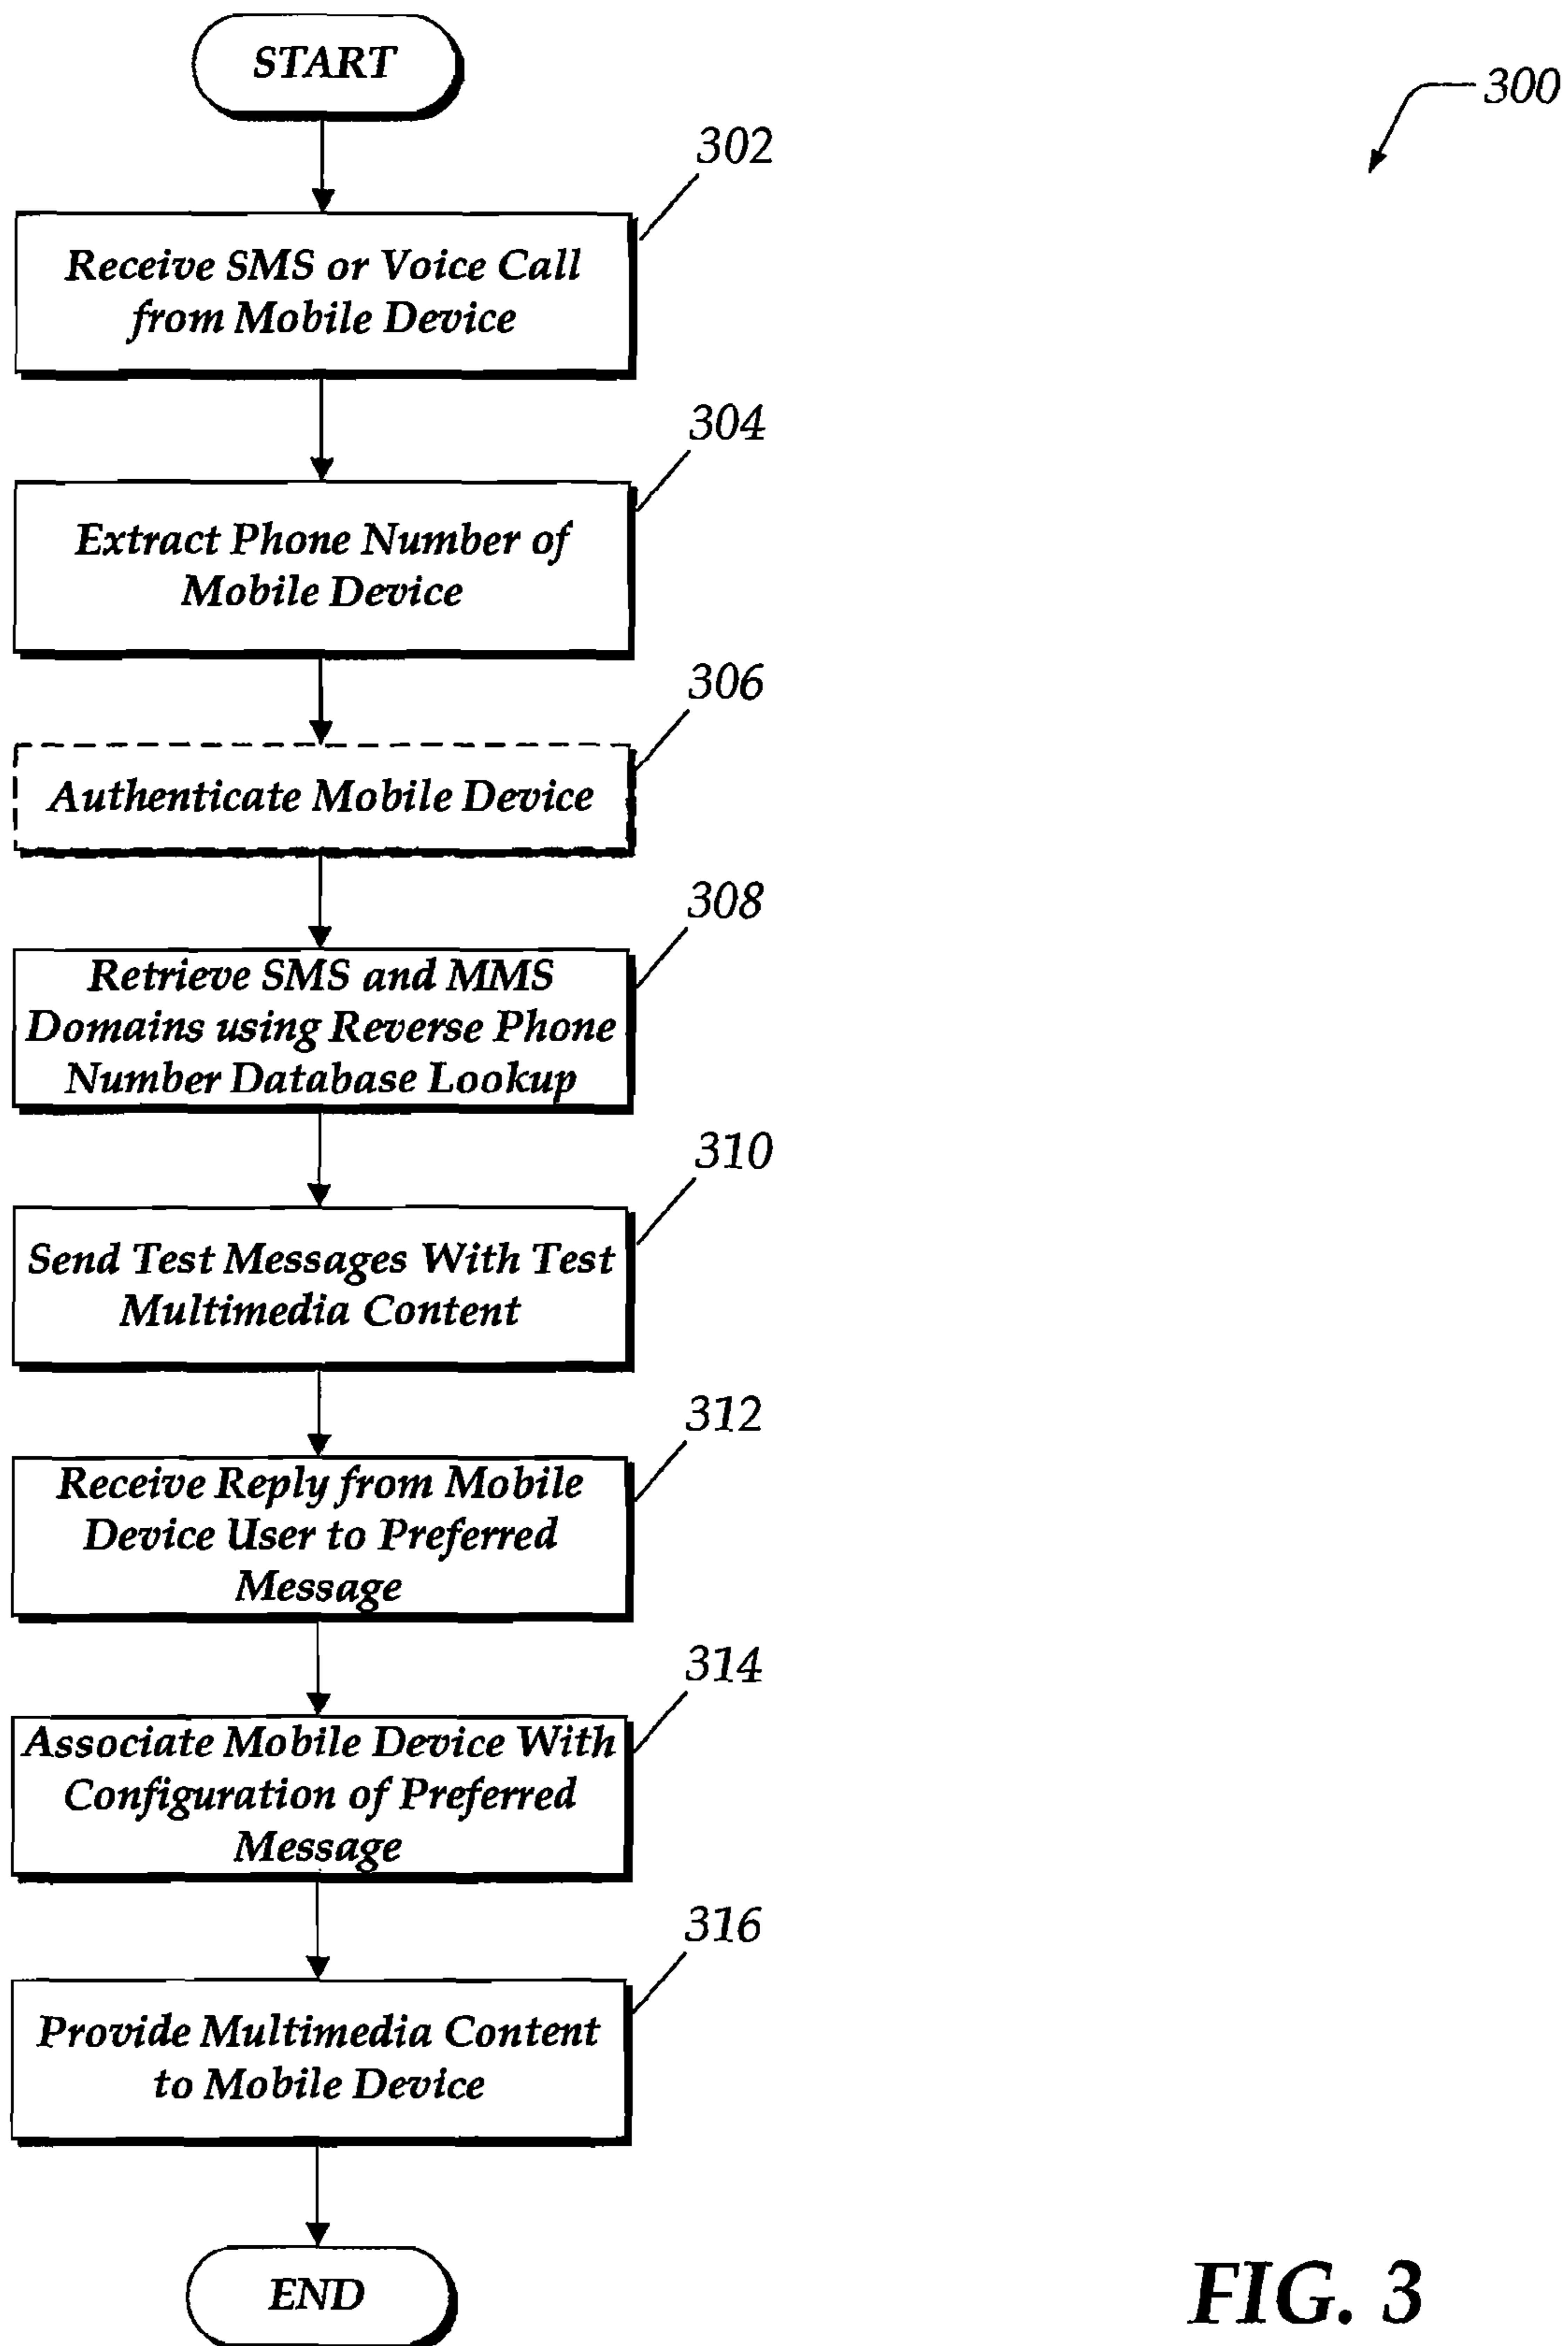 START
300
302
Receive SMS or Voice Call
from Mobile Device
304
Extract Phone Number of
Mobile Device
306
Authenticate Mobile Device
308
Retrieve SMS and MMS
Domains using Reverse Phone
Number Database Lookup
310
Send Test Messages With Test
Multimedia Content
312
Receive Reply from Mobile
Device User to Preferred
Message
314
Associate Mobile Device With
Configuration of Preferred
Message
316
Provide Multimedia Content
to Mobile Device
END
FIG. 3